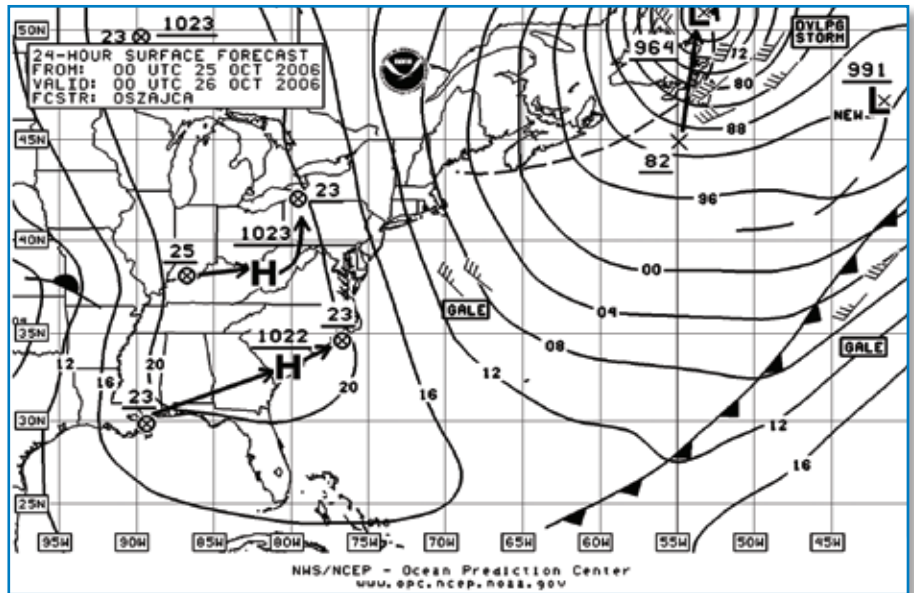 50N
23
1023
24-HOUR SURFACE FORECAST
FROM: 00 UTC 25 OCT 2006
VALID: 00 UTC 26 OCT 2006
FCSTR: OSZAJCA
L
964
72
80
88
DVLPG
STORM
991
L
NEW
82
96
45N
23
40N
1023
25
H
00
GALE
04
08
35N
23
1022
H
12
16
20
20
12
16
GALE
23
30N
12
16
25N
95W
90W
85W
80W
75W
70W
65W
60W
55W
50W
45W
NWS/NCEP - Ocean Prediction Center
www.opc.ncep.noaa.gov